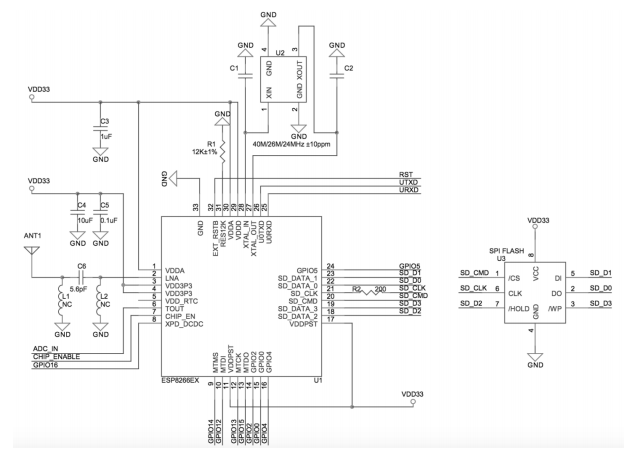 GND
GND
GND
4
3
U2
C1
GND
XOUT
C2
XIN
GND
1
2
VDD33
GND
GND
C3
R1
40M/26M/24MHz ±10ppm
1uF
12K±1%
GND
RST
UTXD
GND
URXD
VDD33
33
32
31
30
29
28
27
26
25
GND
EXT_RSTB
RES12K
VDDA
VDDD
XTAL_IN
XTAL_OUT
U0TXD
U0RXD
C4
C5
10uF
0.1uF
VDD33
ANT1
GND
GND
SPI FLASH
U3
8
C6
1
VDDA
GPIO5
24
GPIO5
VCC
2
LNA
SD_DATA_1
23
SD_D1
SD_CMD
1
/CS
DI
5
SD_D1
5.6pF
3
VDD3P3
SD_DATA_0
22
SD_D0
4
VDD3P3
SD_CLK
21
R2
200
SD_CLK
SD_CLK
6
CLK
DO
2
SD_D0
L1
NC
L2
NC
5
VDD_RTC
SD_CMD
20
SD_CMD
6
TOUT
SD_DATA_3
19
SD_D3
SD_D2
7
/HOLD
GND
/WP
3
SD_D3
7
CHIP_EN
SD_DATA_2
18
SD_D2
8
XPD_DCDC
VDDPST
17
4
GND
GND
ADC_IN
CHIP_ENABLE
GPIO16
GND
MTMS
MTDI
VDDPST
MTCK
MTDO
GPIO2
GPIO0
GPIO4
ESP8266EX
U1
9
10
11
12
13
14
15
16
VDD33
GPIO14
GPIO12
GPIO13
GPIO15
GPIO2
GPIO0
GPIO4